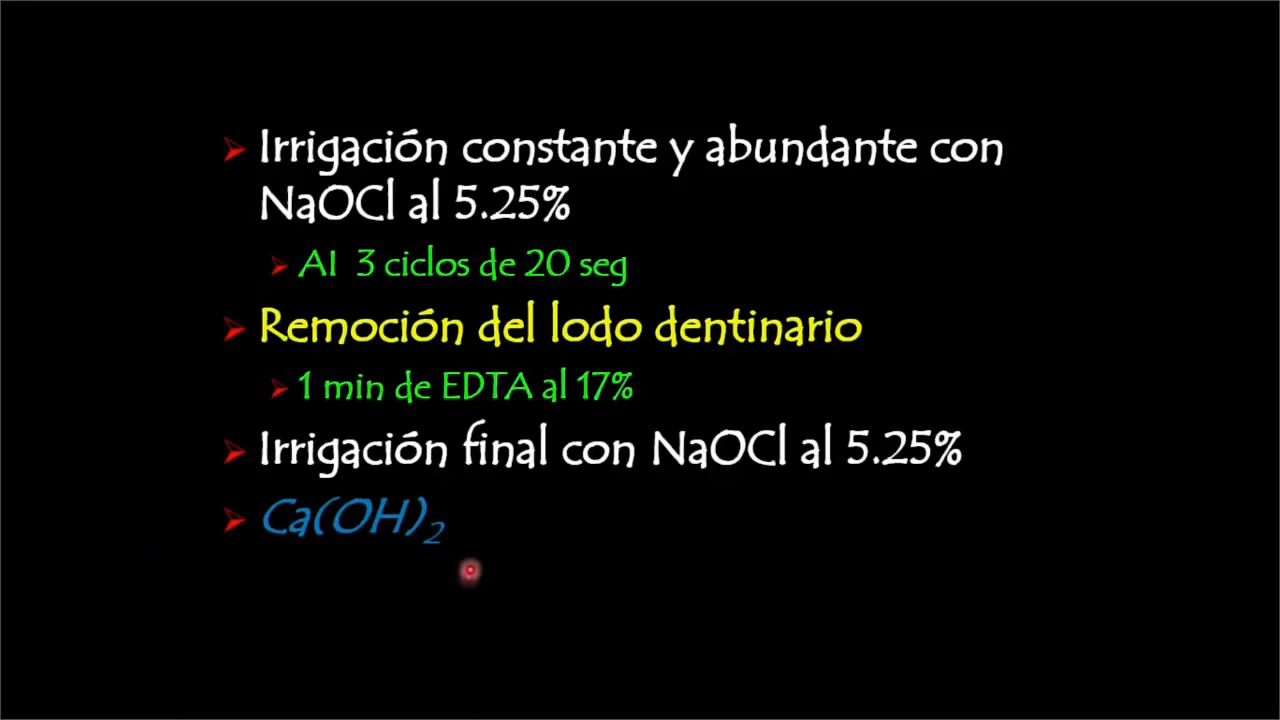 Irrigación constante y abundante con
NaOCl al 5.25%
AI 3 ciclos de 20 seg
Remoción del lodo dentinario
1 min de EDTA al 17%
Irrigación final con NaOCl al 5.25%
Ca(OH)₂